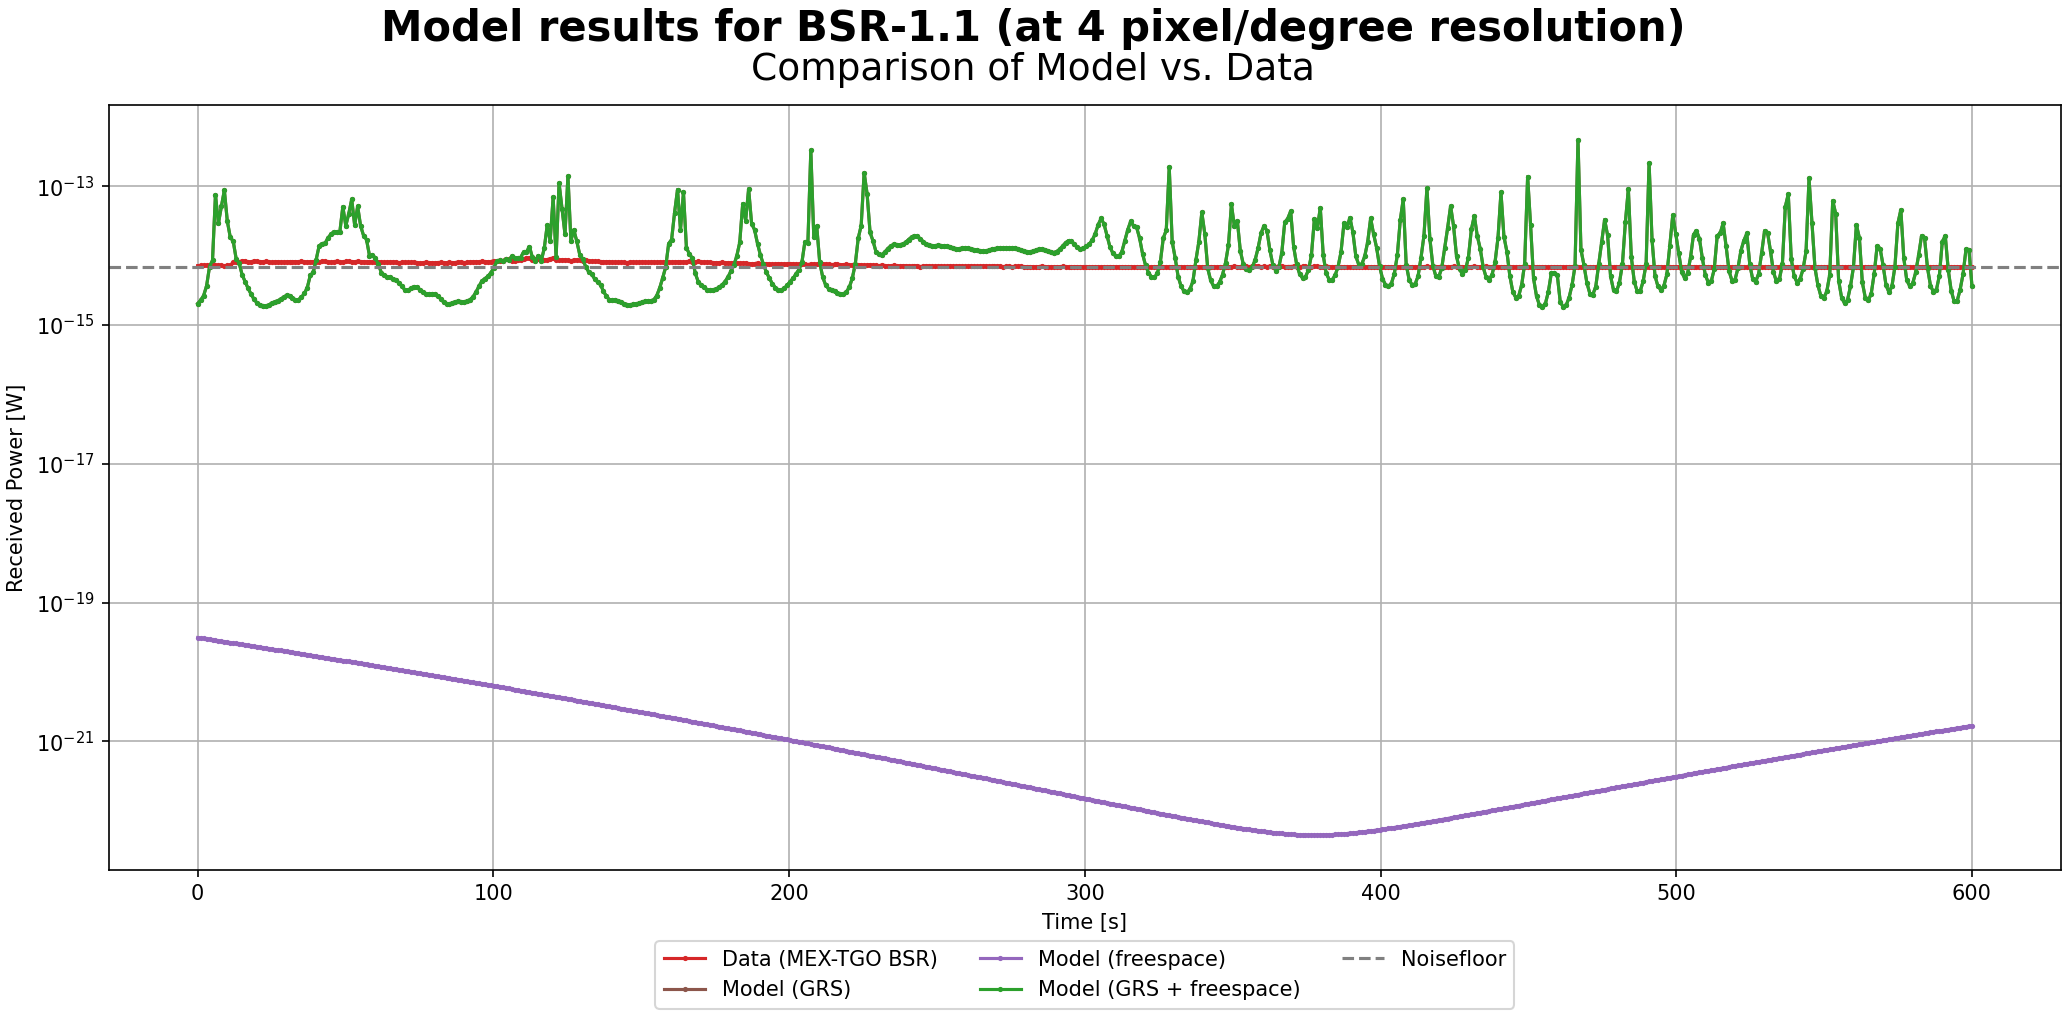 Model results for BSR-1.1 (at 4 pixel/degree resolution)
Comparison of Model vs. Data
Received Power [W]
10⁻¹³
10⁻¹⁵
10⁻¹⁷
10⁻¹⁹
10⁻²¹
0 100 200 300 400 500 600
Time [s]
Data (MEX-TGO BSR)
Model (GRS)
Model (freespace)
Model (GRS + freespace)
Noisefloor